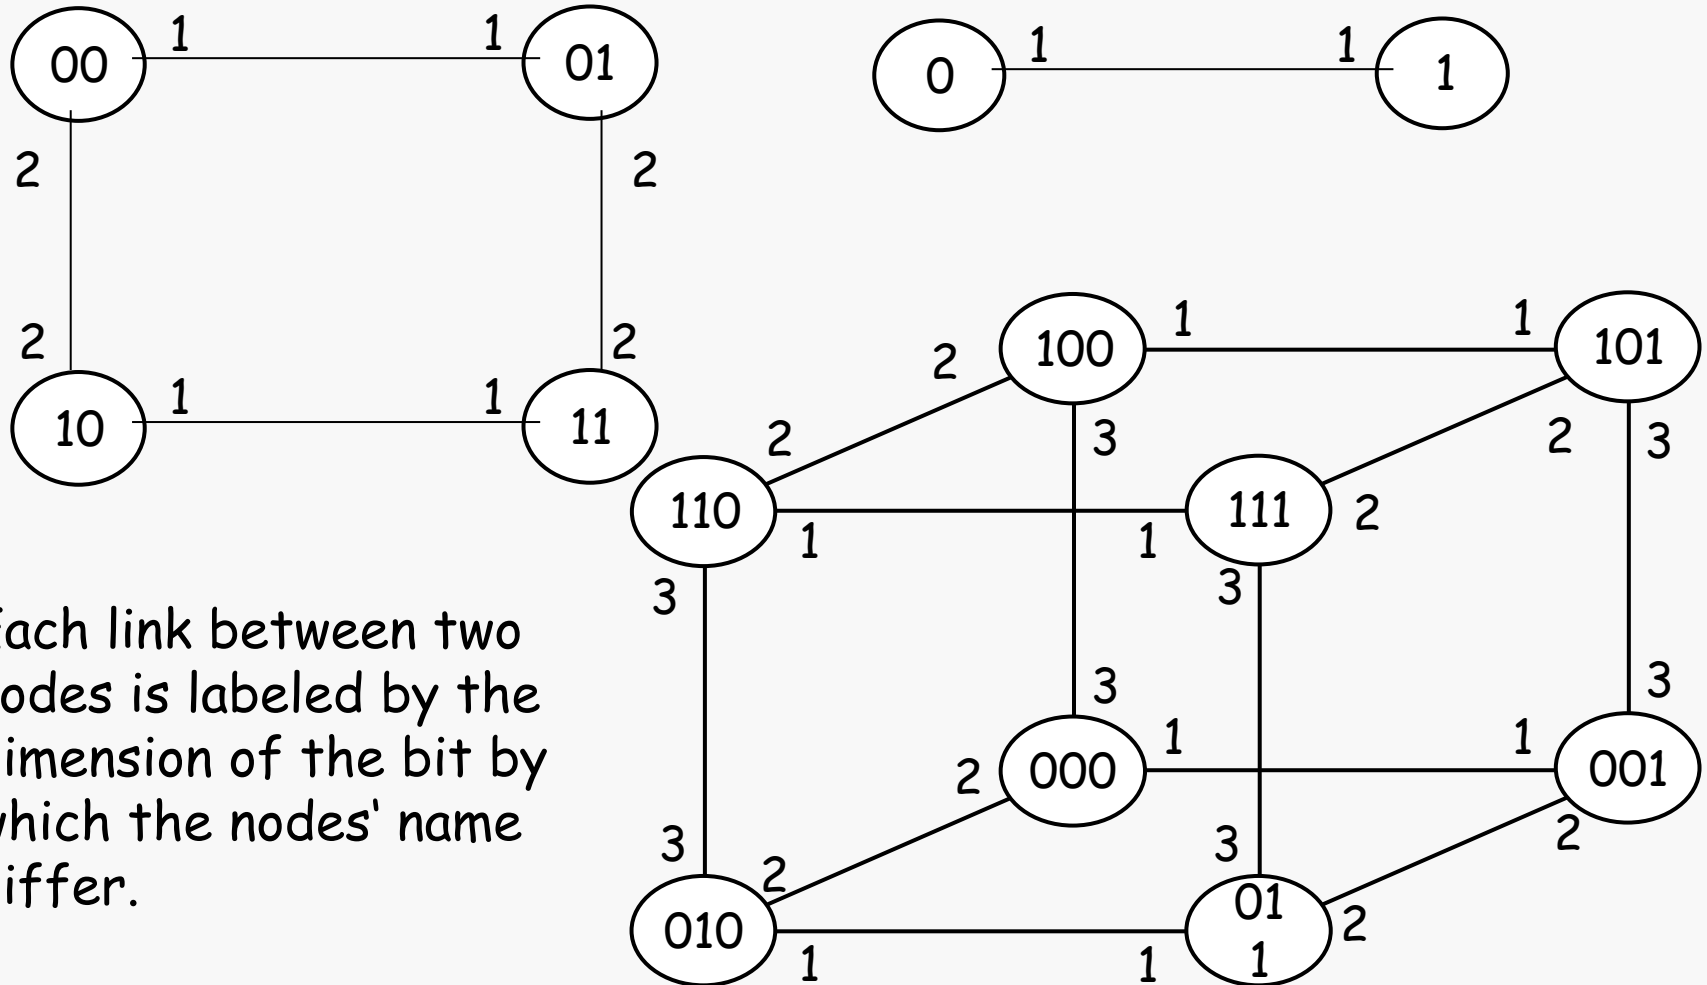 00 1 1 01
0 1 1 1
2 2
2 2
10 1 1 11
100 1 1 101
2 2
3 2 3
110 1 1 111 2
3 3
3 3
000 1 1 001
2 2
3 3
2 2
010 1 1 01
1
ach link between two
odes is labeled by the
imension of the bit by
hich the nodes' name
iffer.